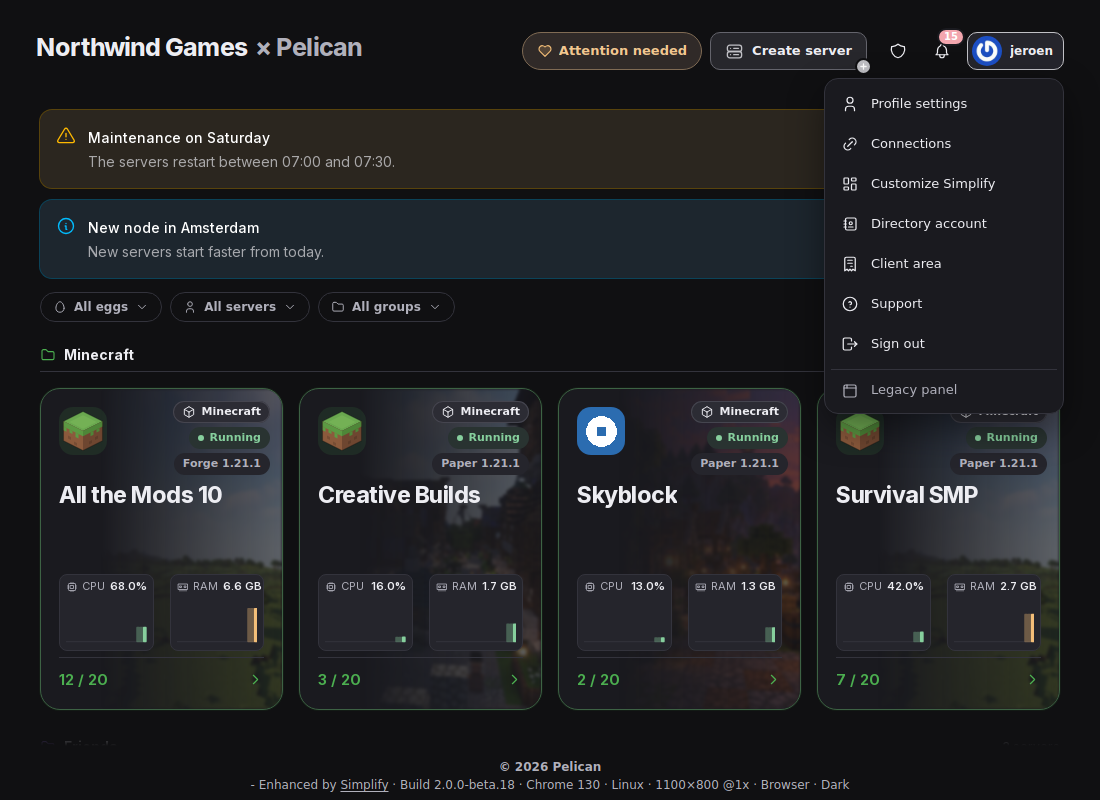 Northwind Games × Pelican
Attention needed
Create server
15
jeroen
Profile settings
Connections
Customize Simplify
Directory account
Client area
Support
Sign out
Legacy panel
Maintenance on Saturday
The servers restart between 07:00 and 07:30.
New node in Amsterdam
New servers start faster from today.
All eggs
All servers
All groups
Minecraft
Minecraft
Running
Forge 1.21.1
All the Mods 10
CPU 68.0%
RAM 6.6 GB
12 / 20
Minecraft
Running
Paper 1.21.1
Creative Builds
CPU 16.0%
RAM 1.7 GB
3 / 20
Minecraft
Running
Paper 1.21.1
Skyblock
CPU 13.0%
RAM 1.3 GB
2 / 20
Minecraft
Running
Paper 1.21.1
Survival SMP
CPU 42.0%
RAM 2.7 GB
7 / 20
Friends
© 2026 Pelican
- Enhanced by Simplify · Build 2.0.0-beta.18 · Chrome 130 · Linux · 1100×800 @1x · Browser · Dark